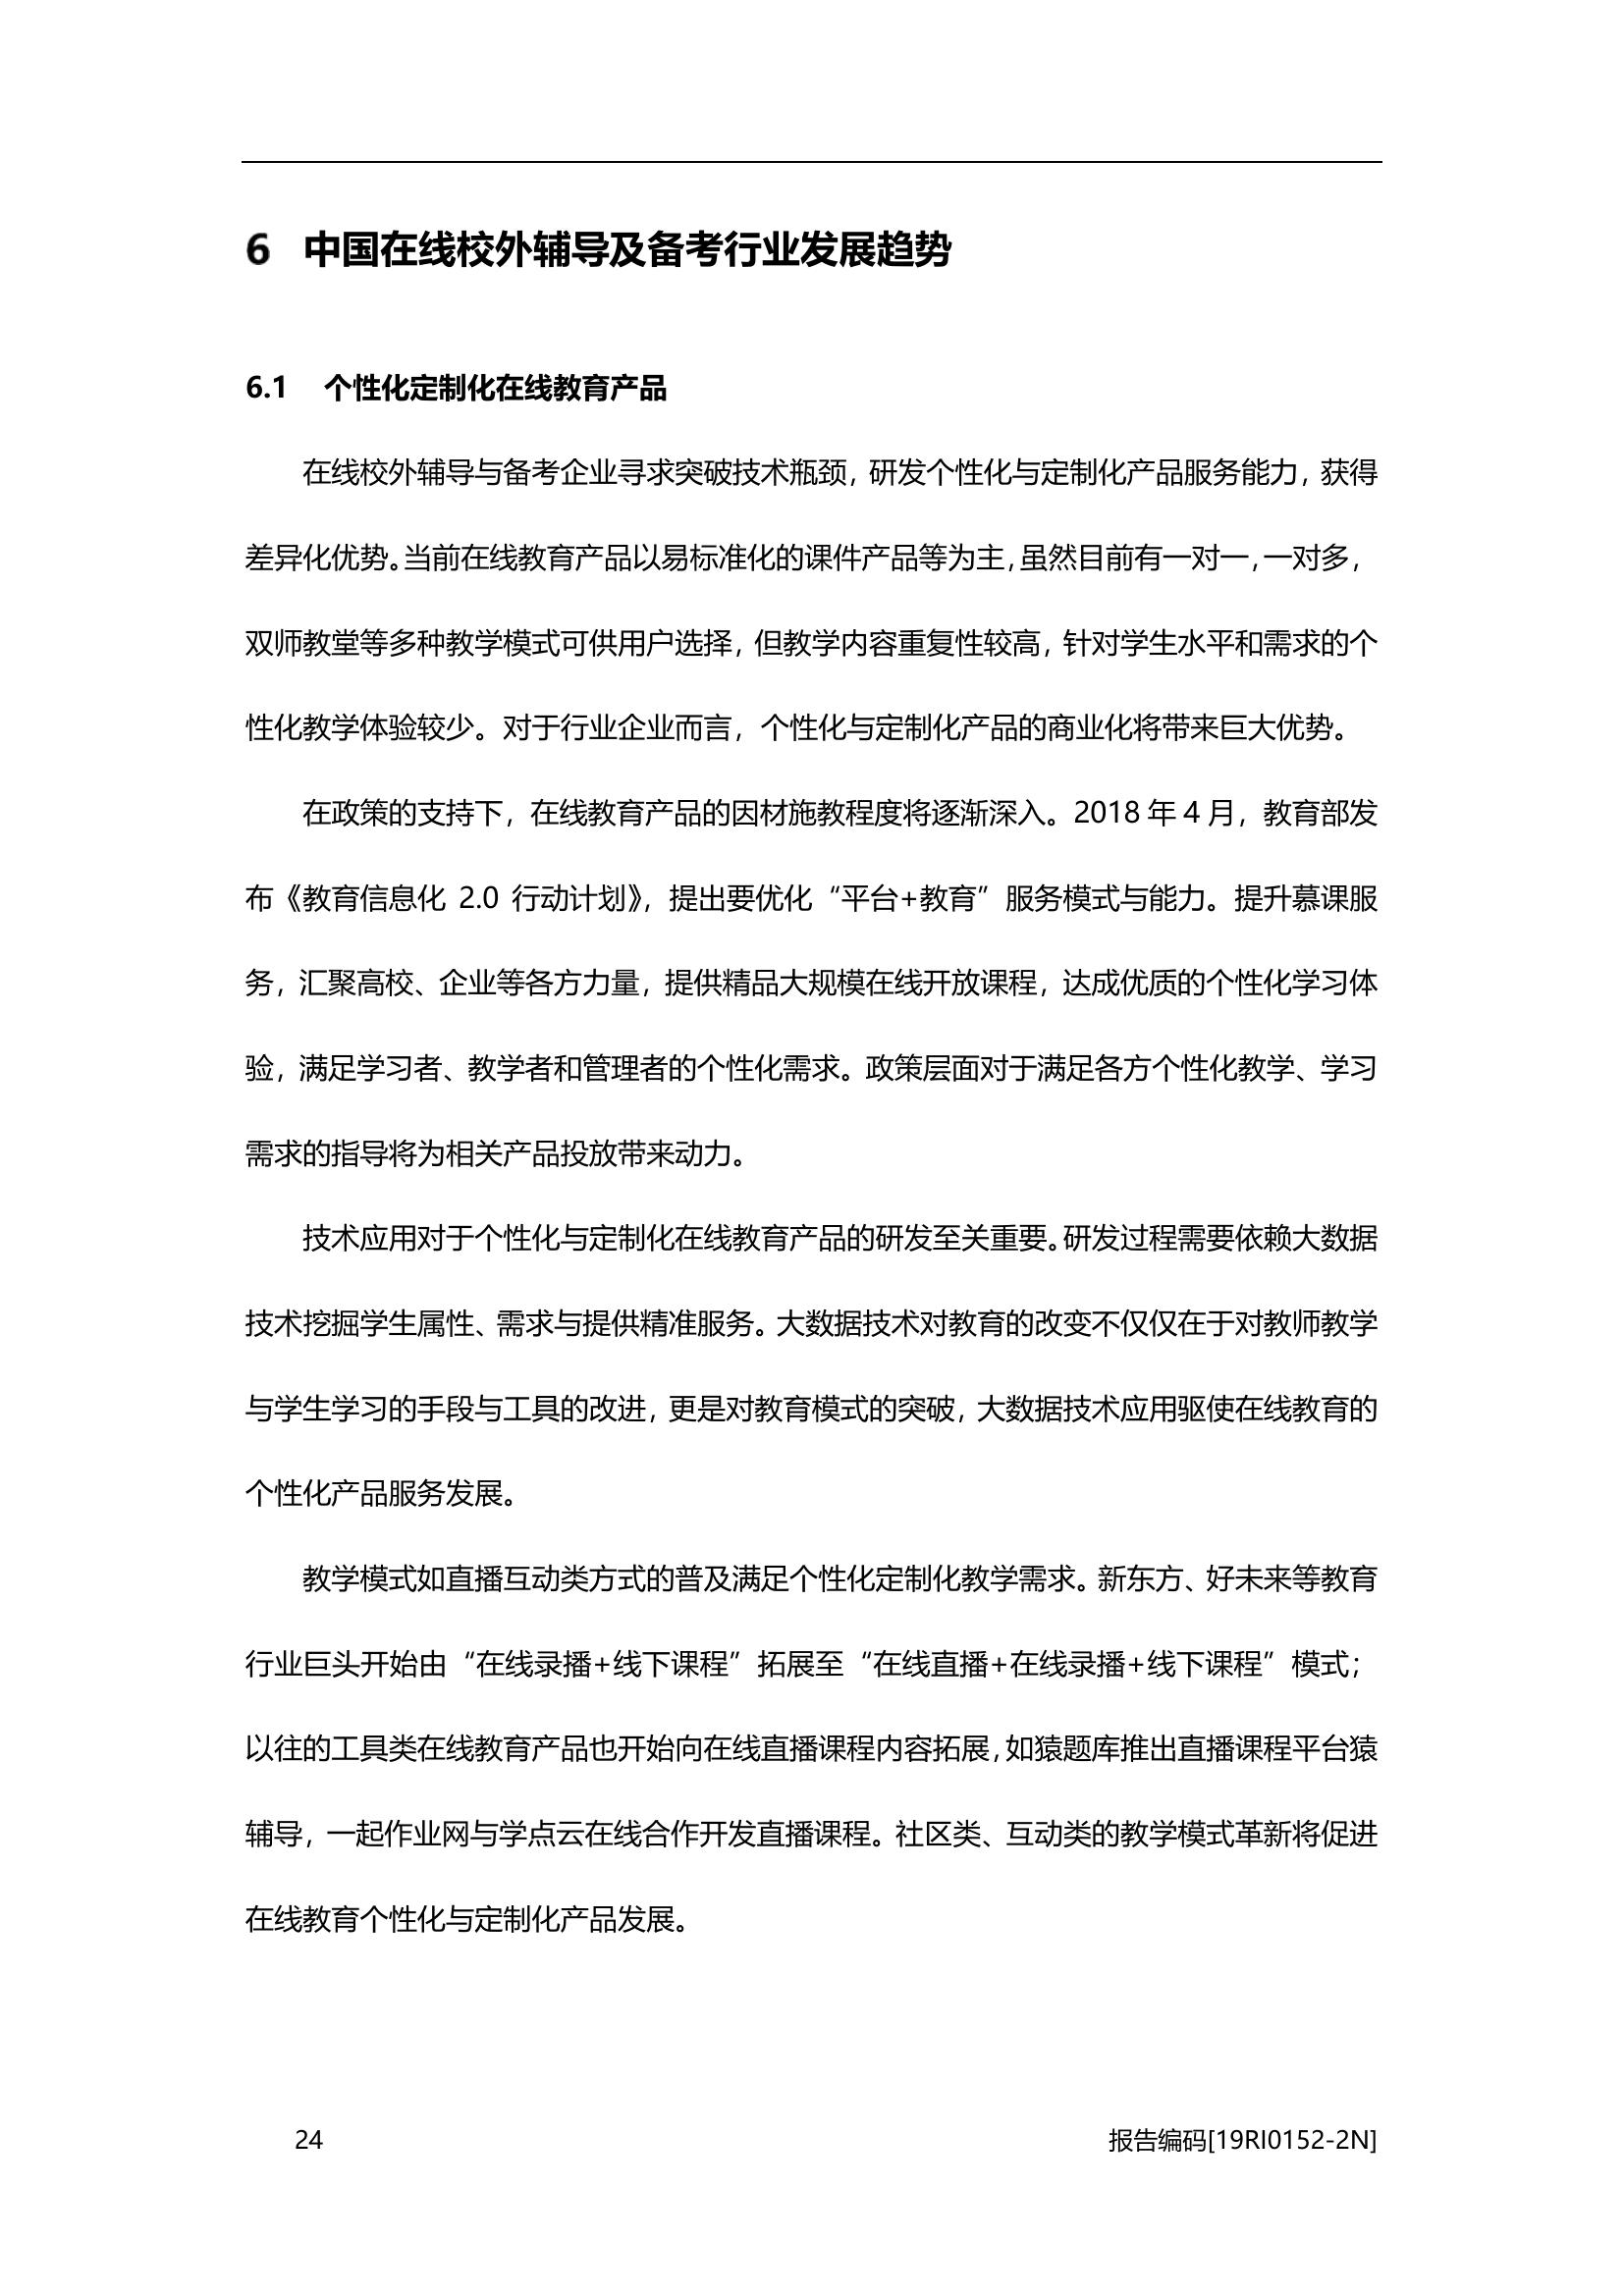 6 中国在线校外辅导及备考行业发展趋势
6.1 个性化定制化在线教育产品
在线校外辅导与备考企业寻求突破技术瓶颈，研发个性化与定制化产品服务能力，获得
差异化优势。当前在线教育产品以易标准化的课件产品等为主，虽然目前有一对一，一对多，
双师教堂等多种教学模式可供用户选择，但教学内容重复性较高，针对学生水平和需求的个
性化教学体验较少。对于行业企业而言，个性化与定制化产品的商业化将带来巨大优势。
在政策的支持下，在线教育产品的因材施教程度将逐渐深入。2018 年 4 月，教育部发
布《教育信息化 2.0 行动计划》，提出要优化“平台+教育”服务模式与能力。提升慕课服
务，汇聚高校、企业等各方力量，提供精品大规模在线开放课程，达成优质的个性化学习体
验，满足学习者、教学者和管理者的个性化需求。政策层面对于满足各方个性化教学、学习
需求的指导将为相关产品投放带来动力。
技术应用对于个性化与定制化在线教育产品的研发至关重要。研发过程需要依赖大数据
技术挖掘学生属性、需求与提供精准服务。大数据技术对教育的改变不仅仅在于对教师教学
与学生学习的手段与工具的改进，更是对教育模式的突破，大数据技术应用驱使在线教育的
个性化产品服务发展。
教学模式如直播互动类方式的普及满足个性化定制化教学需求。新东方、好未来等教育
行业巨头开始由“在线录播+线下课程”拓展至“在线直播+在线录播+线下课程”模式；
以往的工具类在线教育产品也开始向在线直播课程内容拓展，如猿题库推出直播课程平台猿
辅导，一起作业网与学点云在线合作开发直播课程。社区类、互动类的教学模式革新将促进
在线教育个性化与定制化产品发展。
24 报告编码[19RI0152-2N]